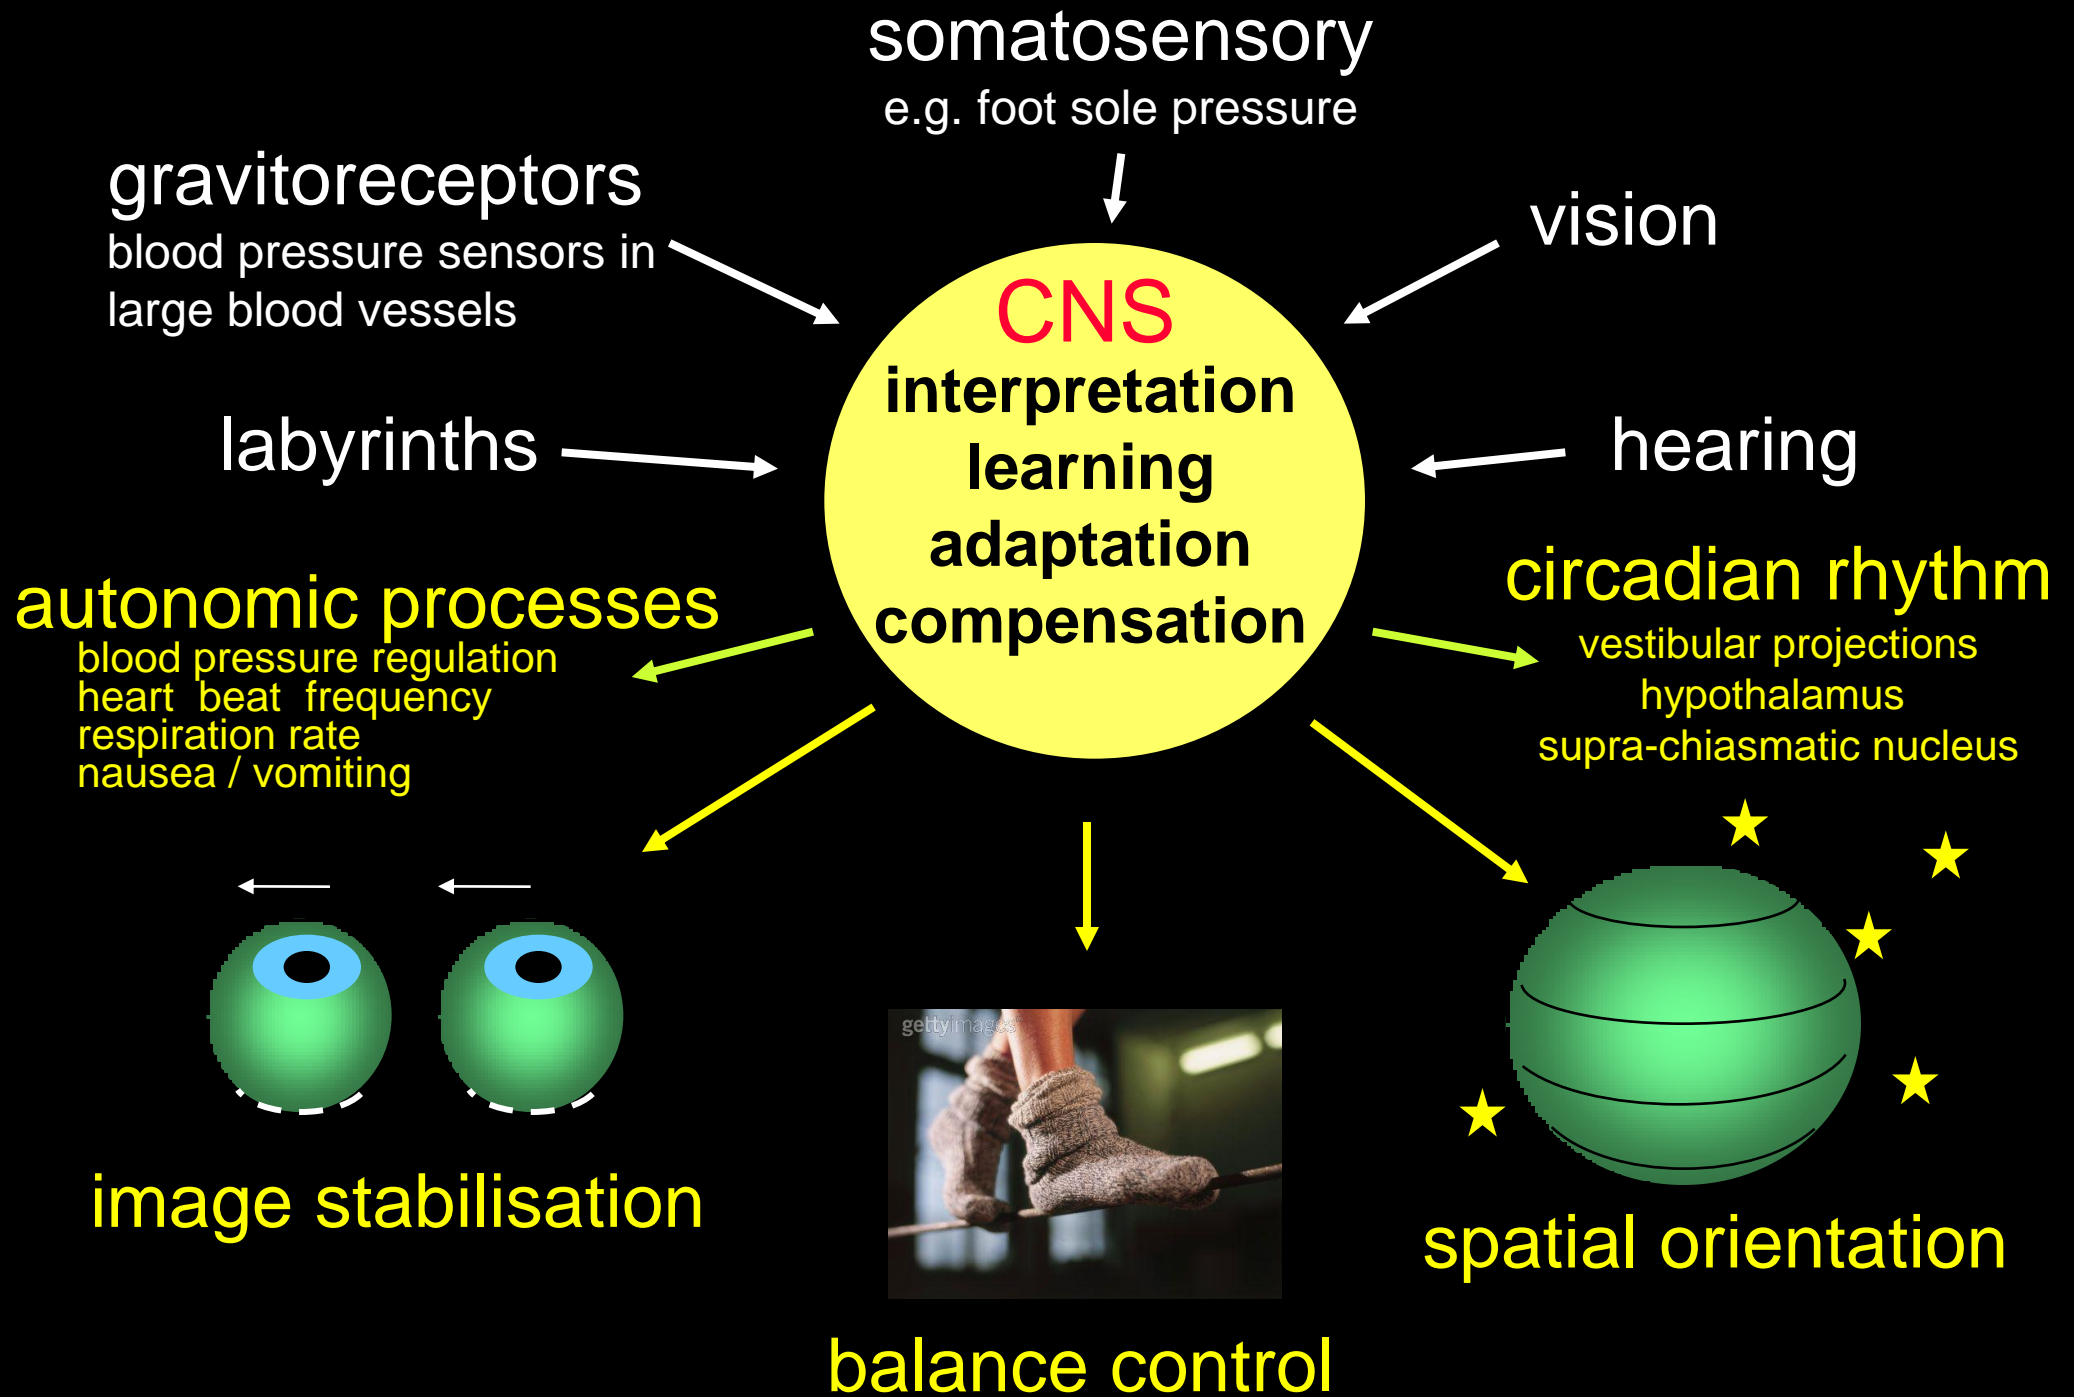 somatosensory
e.g. foot sole pressure
gravitoreceptors
blood pressure sensors in
large blood vessels
vision
CNS
interpretation
learning
adaptation
compensation
labyrinths
hearing
autonomic processes
blood pressure regulation
heart beat frequency
respiration rate
nausea / vomiting
circadian rhythm
vestibular projections
hypothalamus
supra-chiasmatic nucleus
gettyimages
image stabilisation
spatial orientation
balance control